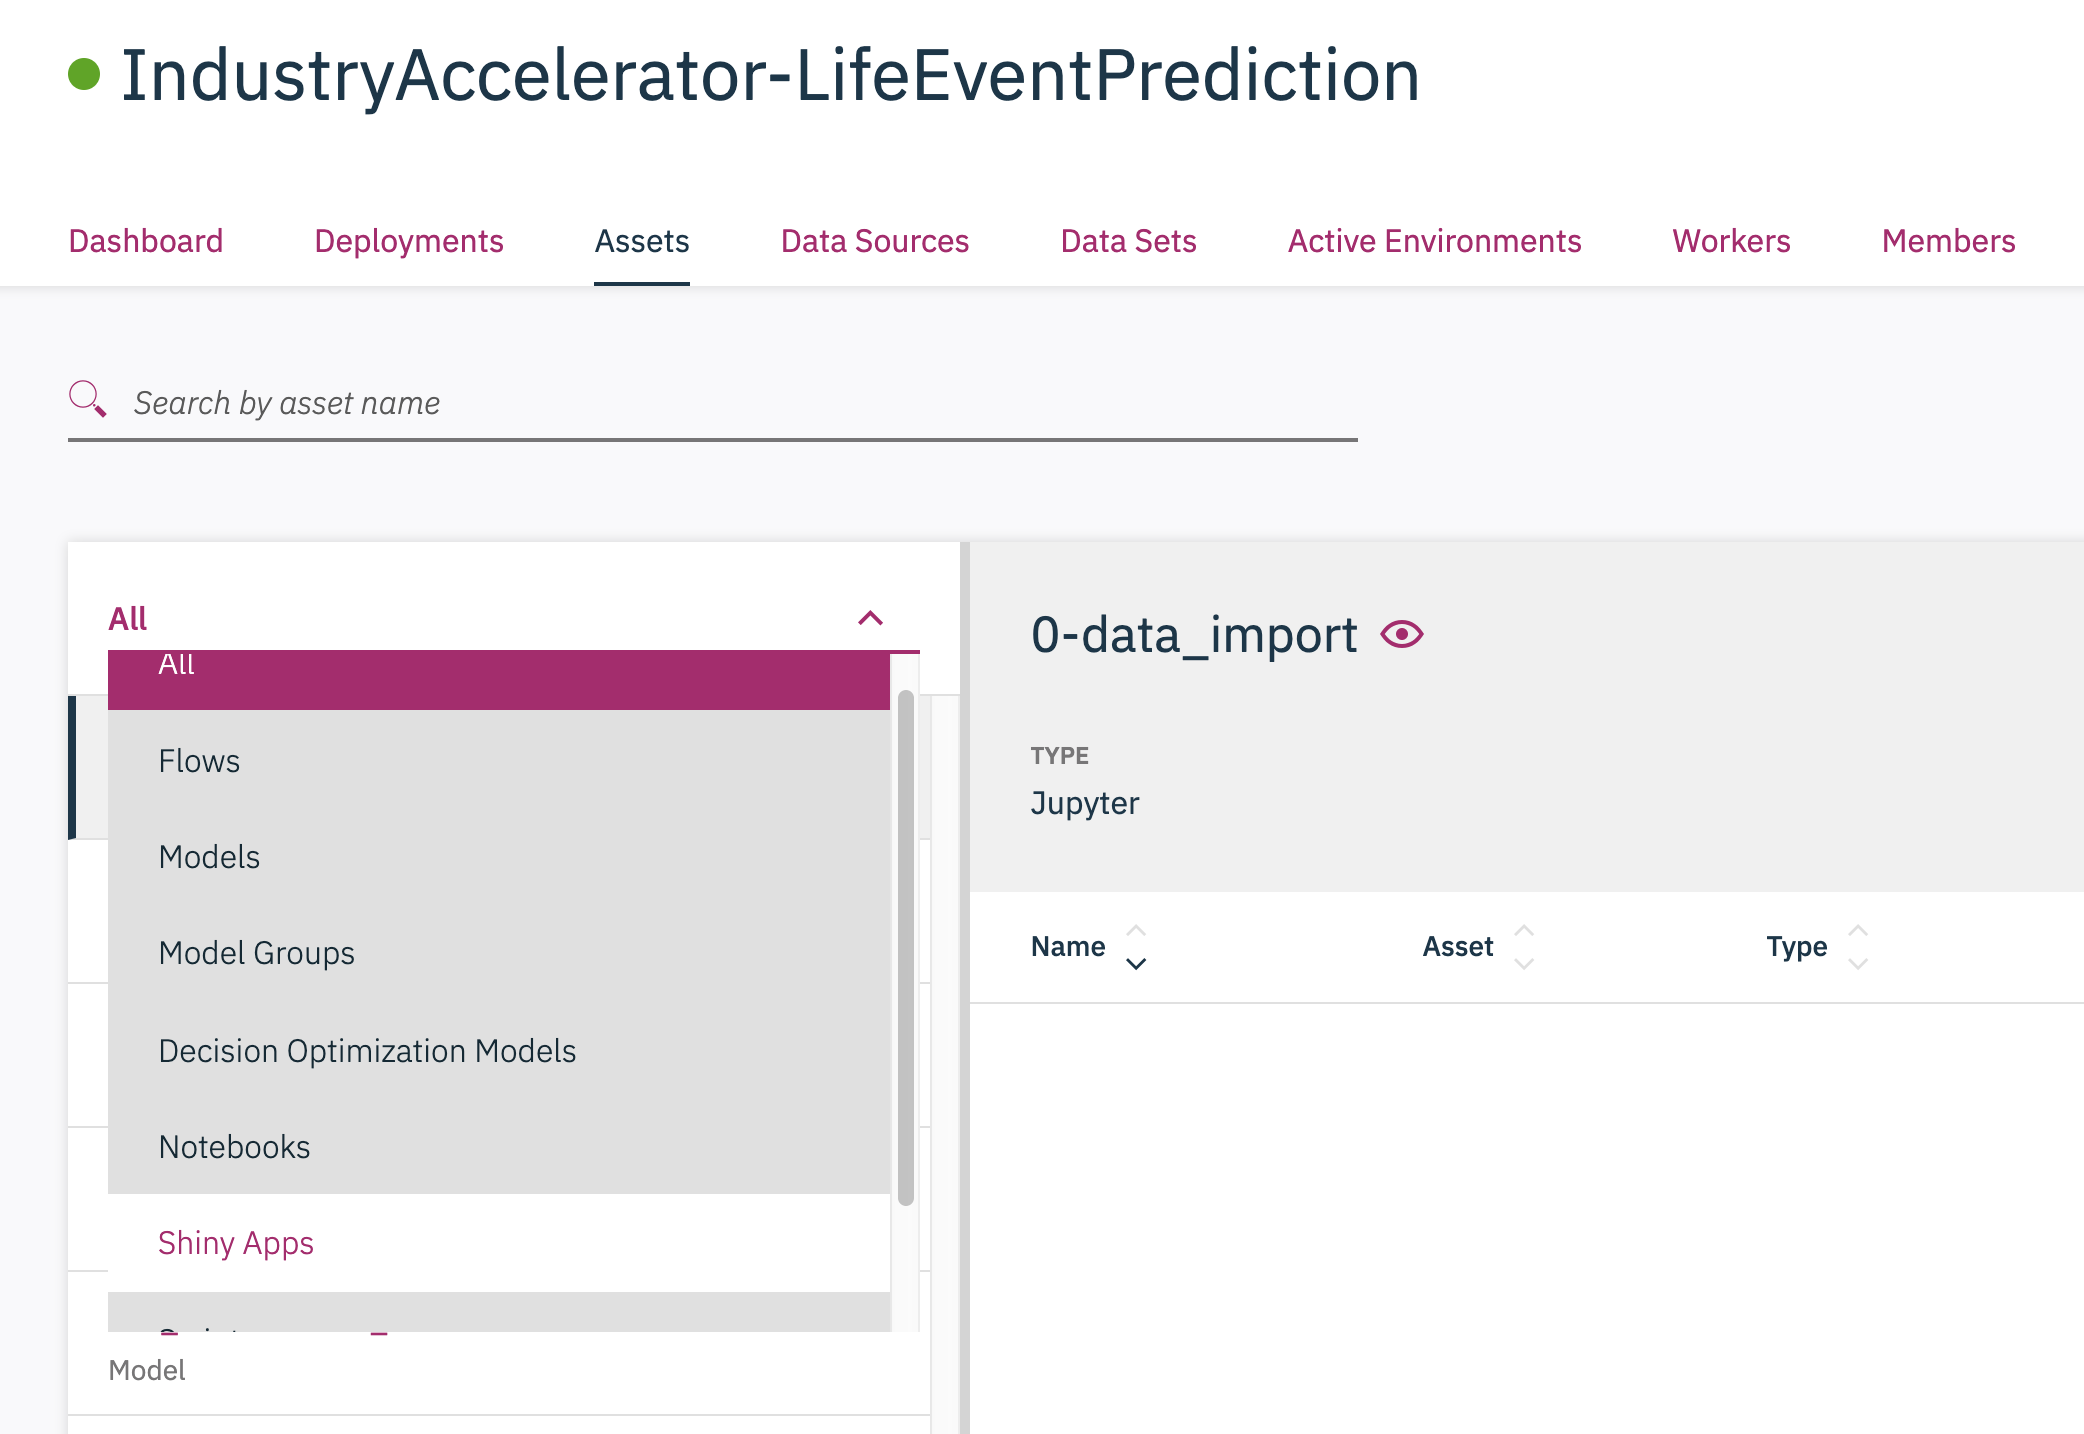 IndustryAccelerator-LifeEventPrediction
Dashboard Deployments Assets Data Sources Data Sets Active Environments Workers Members
Search by asset name
All
All
Flows
Models
Model Groups
Decision Optimization Models
Notebooks
Shiny Apps
Model
0-data_import
TYPE
Jupyter
Name Asset Type